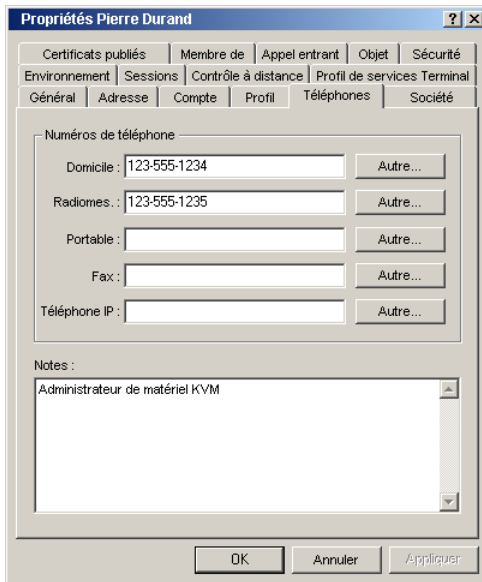 Propriétés Pierre Durand
Certificats publiés Membre de Appel entrant Objet Sécurité
Environnement Sessions Contrôle à distance Profil de services Terminal
Général Adresse Compte Profil Téléphones Société
Numéros de téléphone
Domicile : 123-555-1234 Autre...
Radiomes. : 123-555-1235 Autre...
Portable : Autre...
Fax : Autre...
Téléphone IP : Autre...
Notes :
Administrateur de matériel KVM
OK Annuler Appliquer